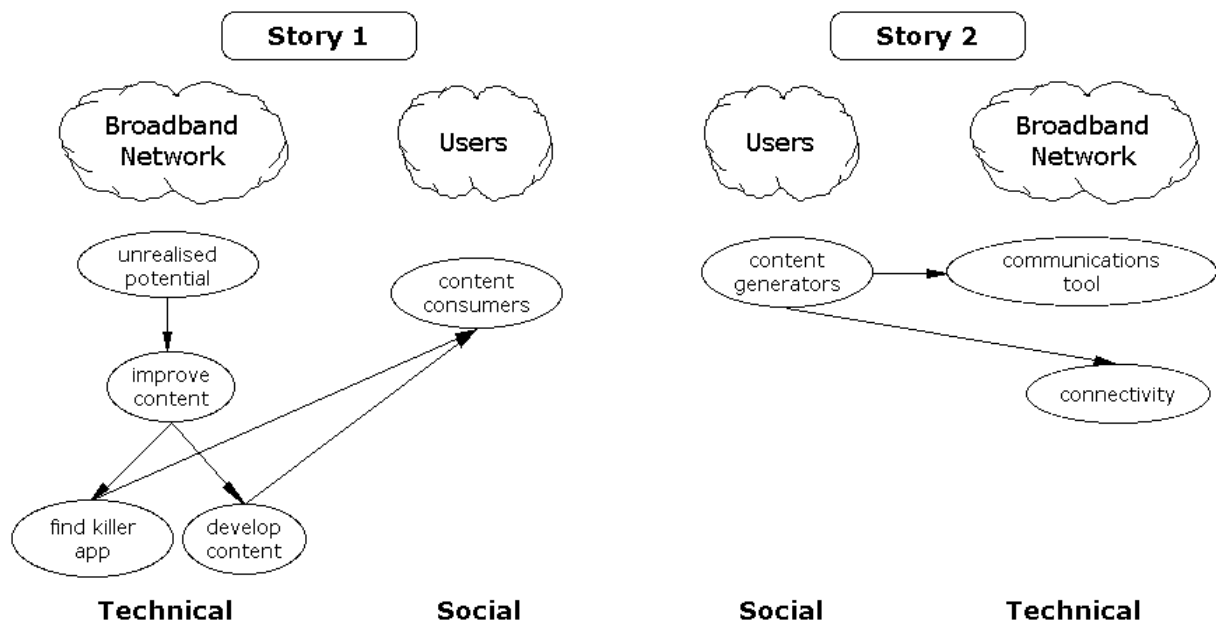 Story 1
Story 2
Broadband
Network
Users
Users
Broadband
Network
unrealised
potential
content
consumers
content
generators
communications
tool
improve
content
connectivity
find killer
app
develop
content
Technical
Social
Social
Technical